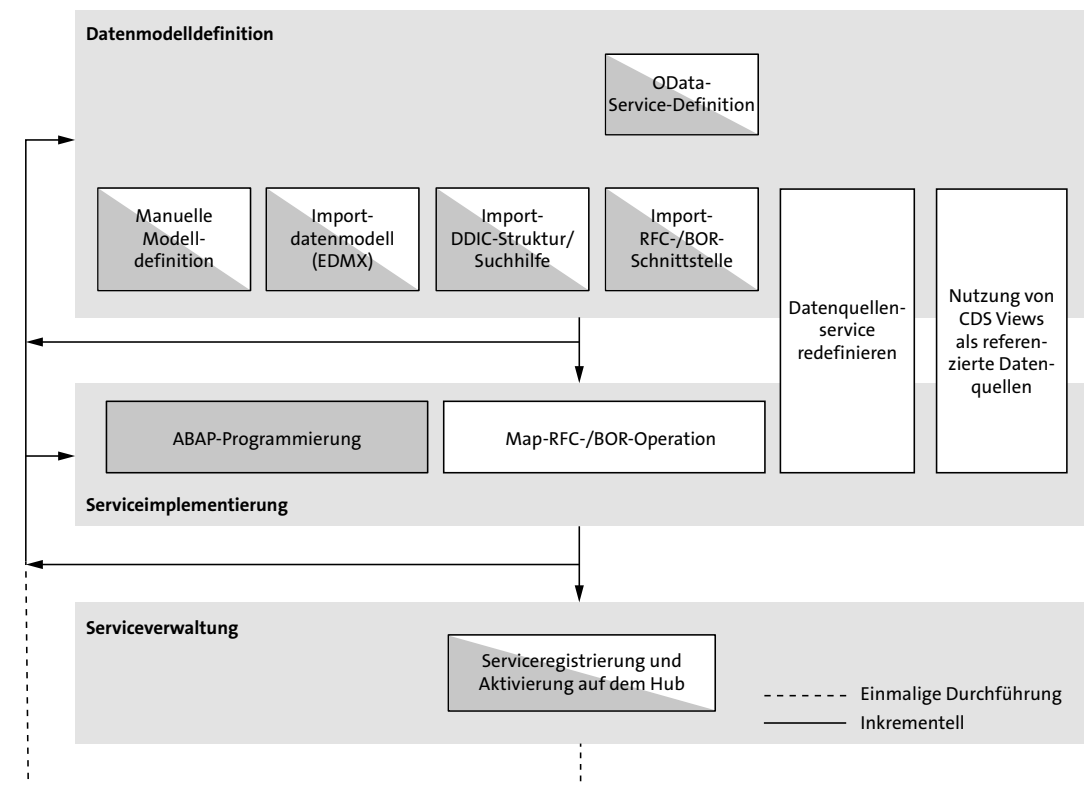 Datenmodelldefinition
OData-
Service-Definition
Manuelle
Modell-
definition
Import-
datenmodell
(EDMX)
Import-
DDIC-Struktur/
Suchhilfe
Import-
RFC-/BOR-
Schnittstelle
Datenquellen-
service
redefinieren
Nutzung von
CDS Views
als referen-
zierte Daten-
quellen
ABAP-Programmierung
Map-RFC-/BOR-Operation
Serviceimplementierung
Serviceverwaltung
Serviceregistrierung und
Aktivierung auf dem Hub
Einmalige Durchführung
Inkrementell